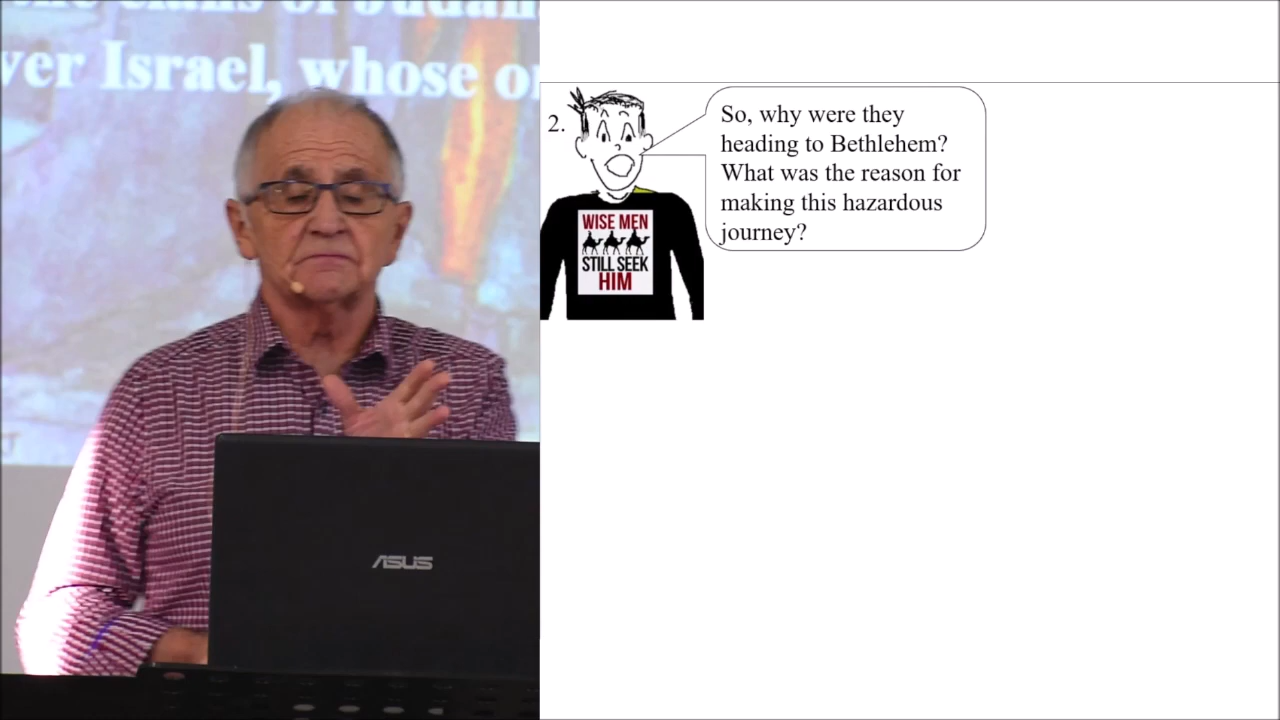 ver Israel, whose
2.
So, why were they
heading to Bethlehem?
What was the reason for
making this hazardous
journey?
WISE MEN
STILL SEEK
HIM
ASUS